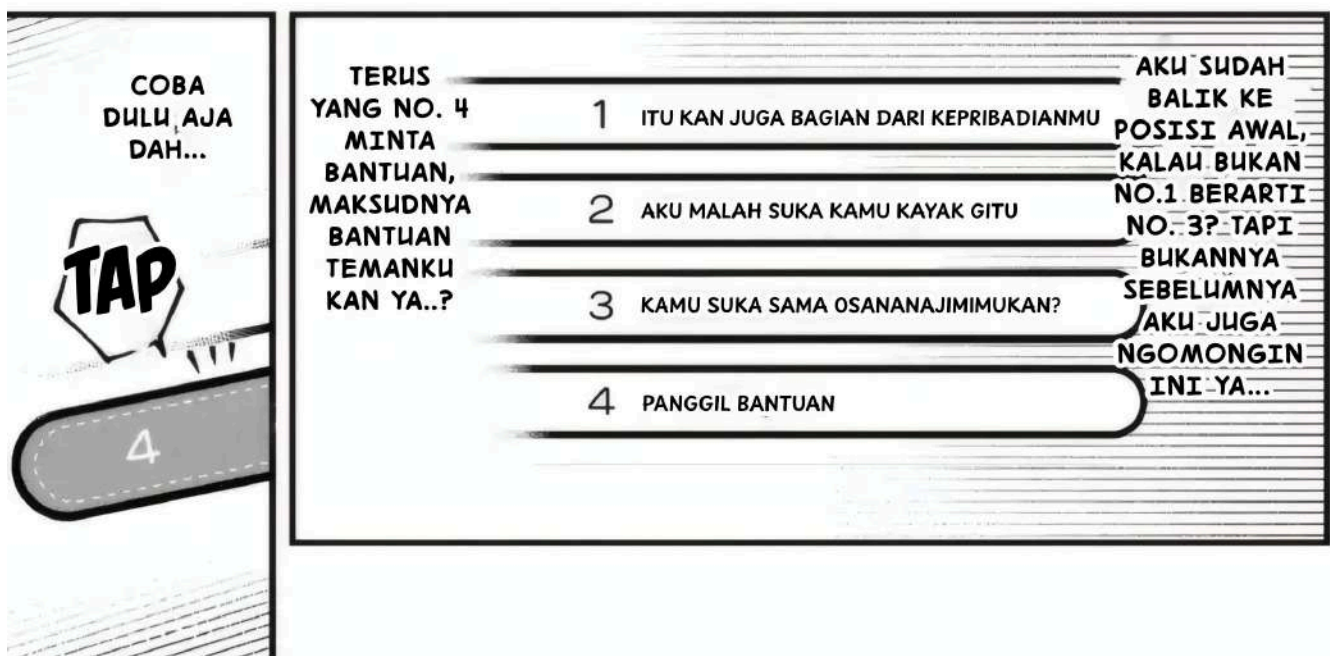 AKU SUDAH
BALIK KE
POSISI AWAL,
KALAU BUKAN
NO.1 BERARTI
NO. 3? TAPI
BUKANNYA
SEBELUMNYA
AKU JUGA
NGOMONGIN
INI YA...
1 ITU KAN JUGA BAGIAN DARI KEPRIBADIANMU
2 AKU MALAH SUKA KAMU KAYAK GITU
3 KAMU SUKA SAMA OSANANAJIMIMUKAN?
4 PANGGIL BANTUAN
TERUS
YANG NO. 4
MINTA
BANTUAN,
MAKSUDNYA
BANTUAN
TEMANKU
KAN YA..?
COBA
DULU AJA
DAH...
TAP
4